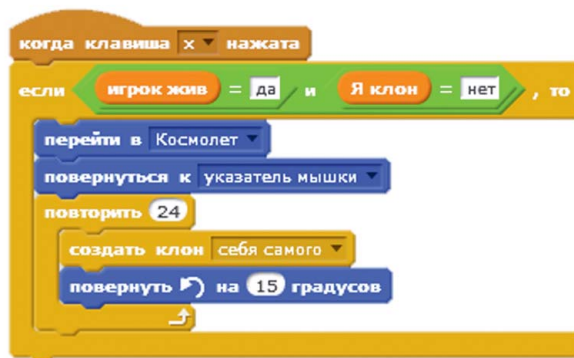 когда клавиша x нажата
если игрок жив = да и Я клон = нет , то
перейти в Космолет
повернуться к указатель мышки
повторить 24
создать клон себя самого
повернуть на 15 градусов